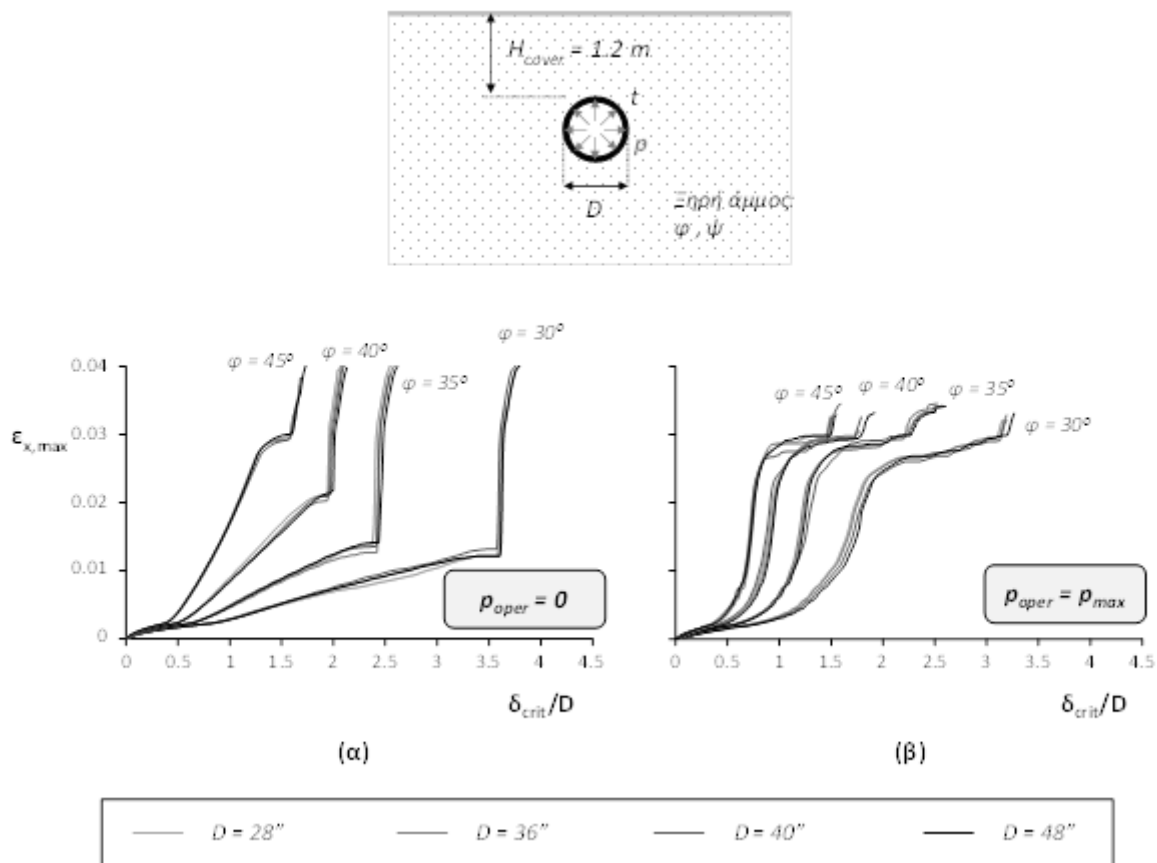 H_cover = 1.2 m
t
p
D
Ξηρή άμμος
φ , ψ
φ = 45° φ = 40° φ = 35° φ = 30°
ε_x,max
0.04
0.03
0.02
0.01
0
0 0.5 1 1.5 2 2.5 3 3.5 4 4.5
p_oper = 0
δ_crit/D
(α)
φ = 45° φ = 40° φ = 35° φ = 30°
p_oper = p_max
0 0.5 1 1.5 2 2.5 3 3.5 4 4.5
δ_crit/D
(β)
D = 28” D = 36” D = 40” D = 48”